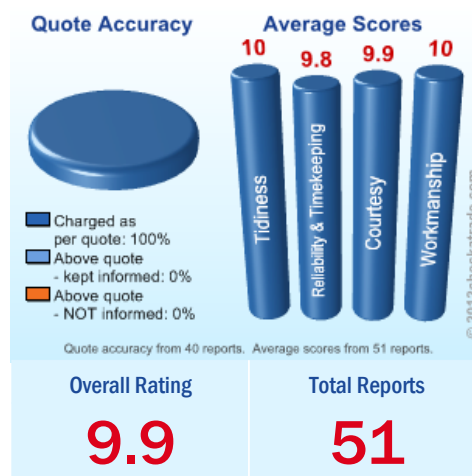 Quote Accuracy
Charged as
per quote: 100%
Above quote
- kept informed: 0%
Above quote
- NOT informed: 0%
Average Scores
10
9.8
9.9
10
Tidiness
Reliability & Timekeeping
Courtesy
Workmanship
© 2012checkatrade.com
Quote accuracy from 40 reports. Average scores from 51 reports.
Overall Rating
9.9
Total Reports
51